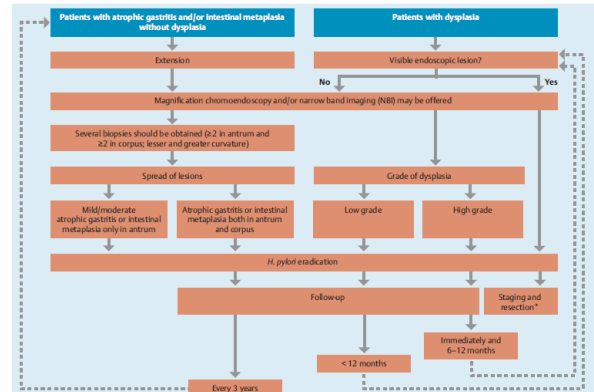 Patients with atrophic gastritis and/or intestinal metaplasia
without dysplasia
Patients with dysplasia
Extension
Visible endoscopic lesion?
No
Yes
Magnification chromoendoscopy and/or narrow band imaging (NBI) may be offered
Several biopsies should be obtained (≥2 in antrum and
≥2 in corpus; lesser and greater curvature)
Spread of lesions
Grade of dysplasia
Mild/moderate
atrophic gastritis or intestinal
metaplasia only in antrum
Atrophic gastritis or intestinal
metaplasia both in antrum
and corpus
Low grade
High grade
H. pylori eradication
Follow-up
Staging and
resection*
Immediately and
6–12 months
< 12 months
Every 3 years